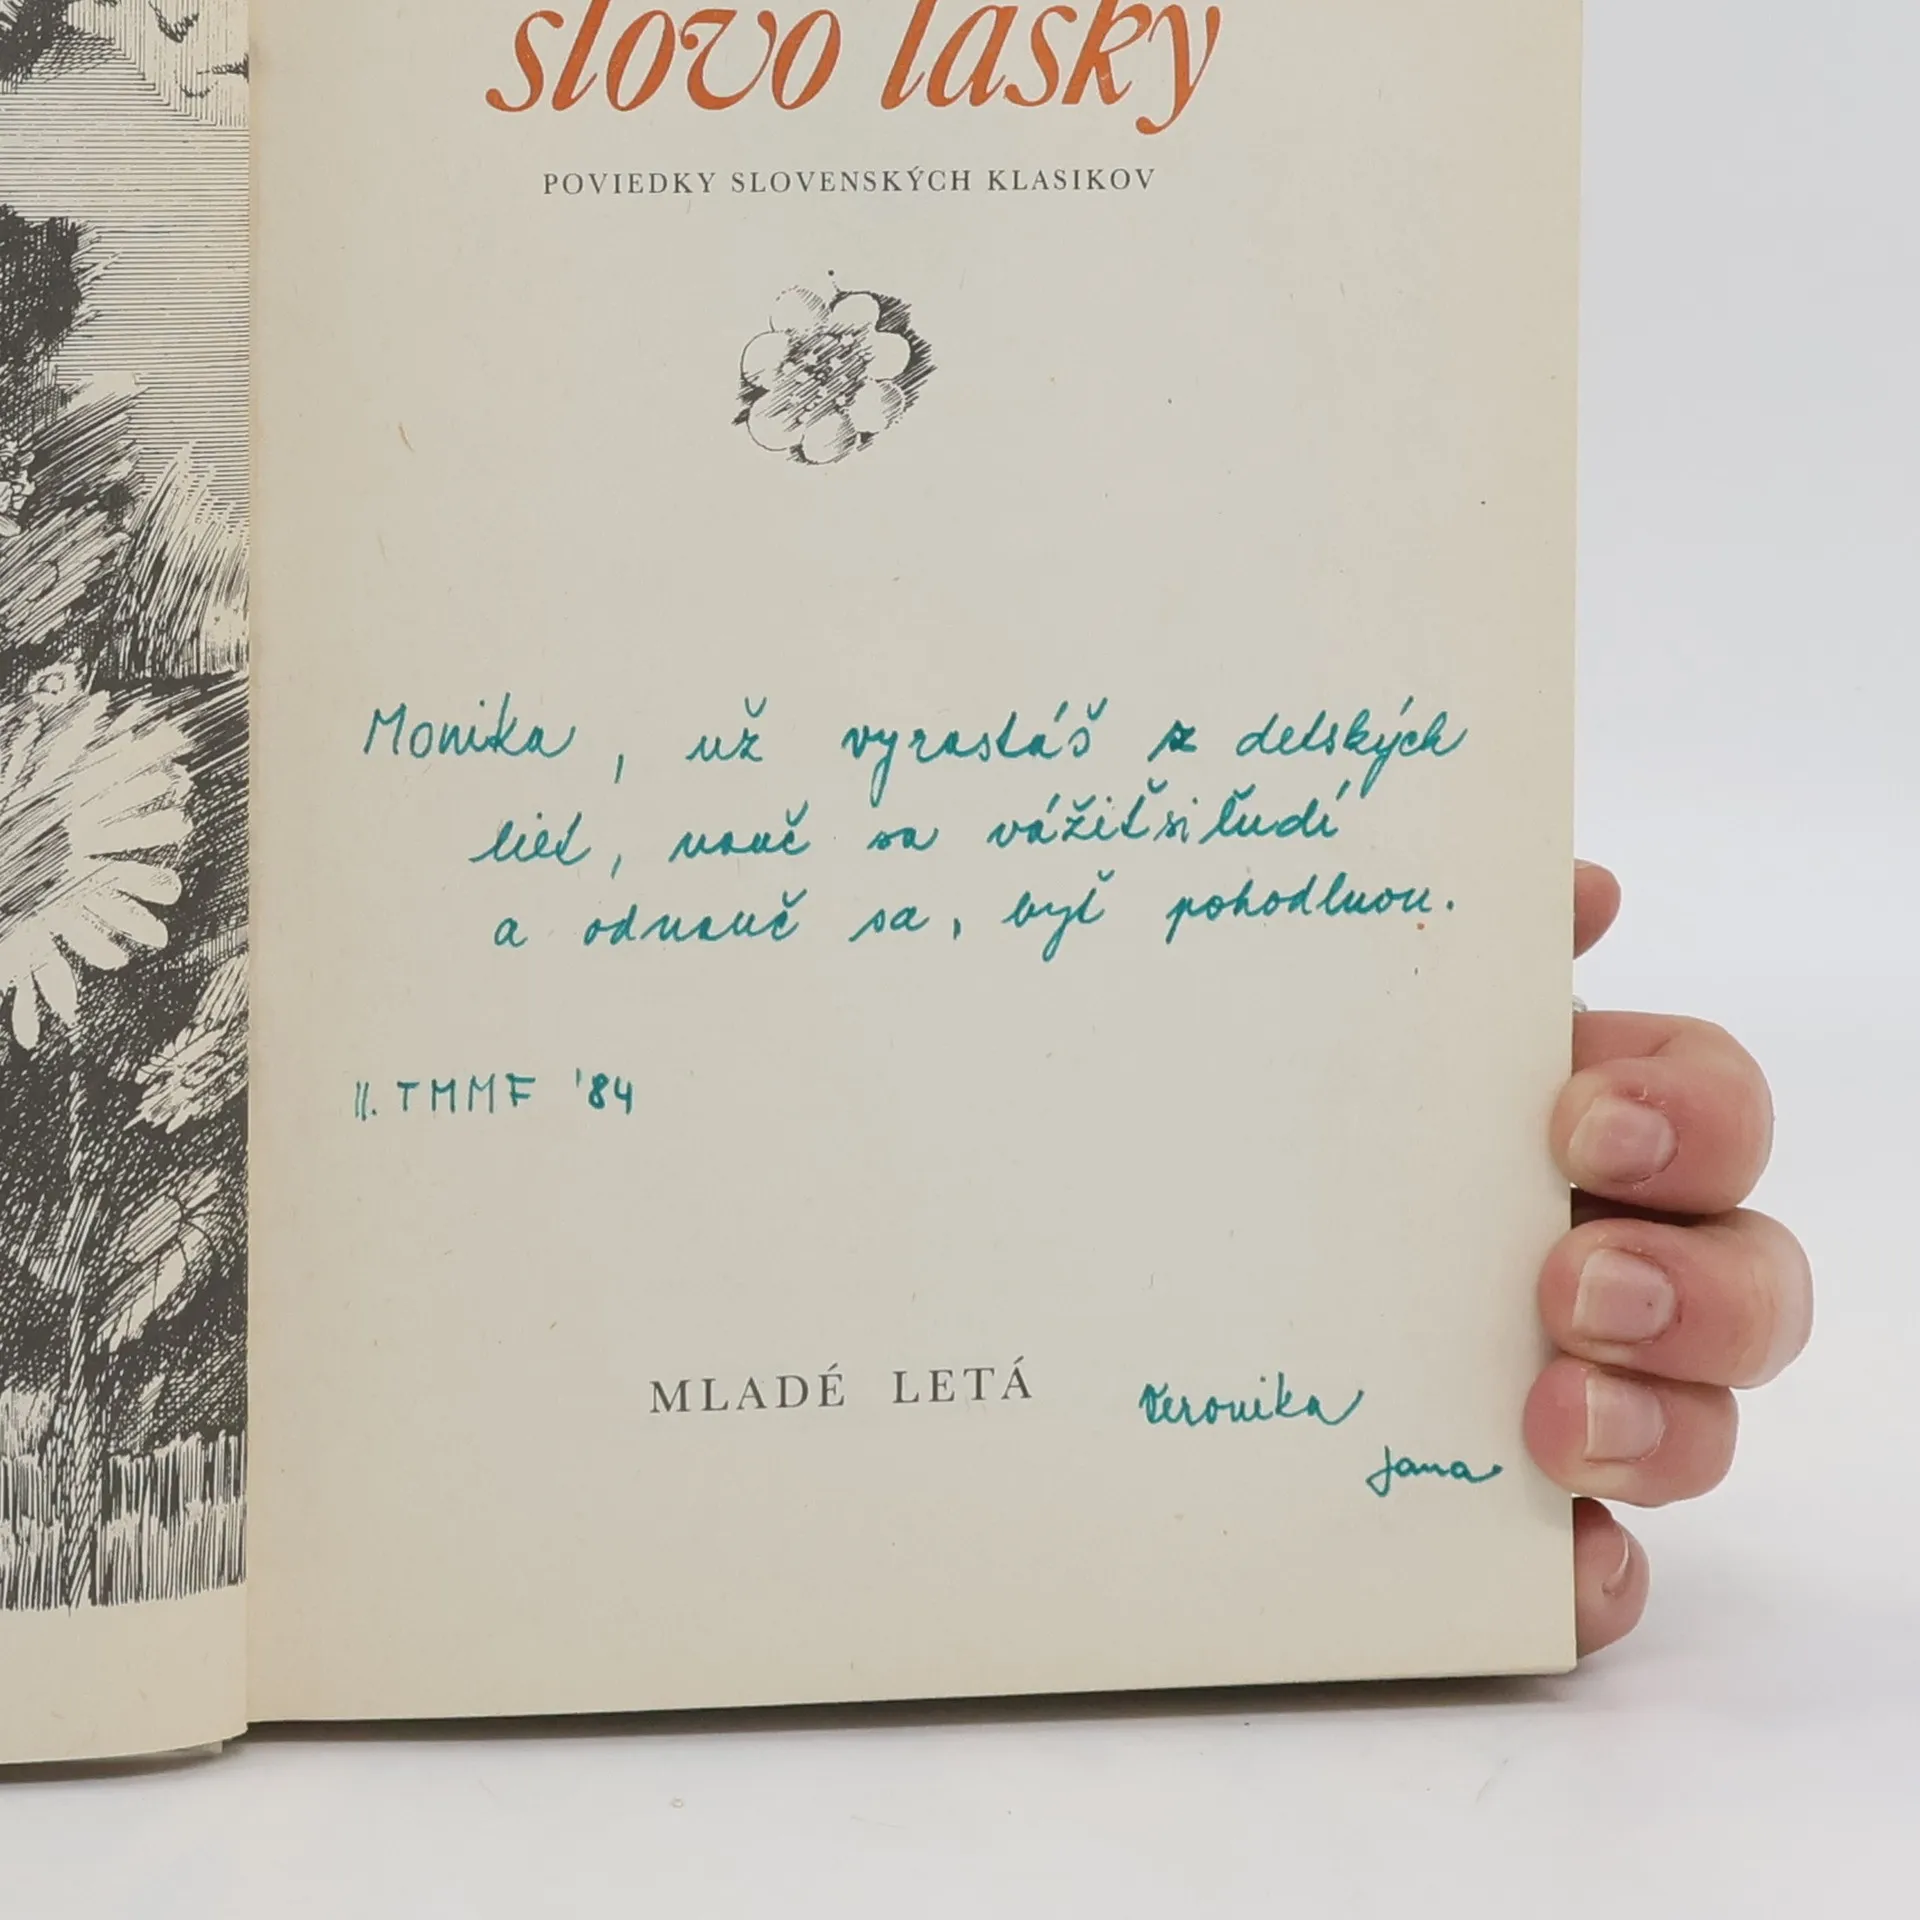 slovo lásky
POVIEDKY SLOVENSKÝCH KLASIKOV
Monika, už vyrastáš z detských
liet, nauč sa vážiť si ľudí
a odnauč sa, byť pohodlnou.
II. TMMF '84
MLADÉ LETÁ
Veronika
Jana